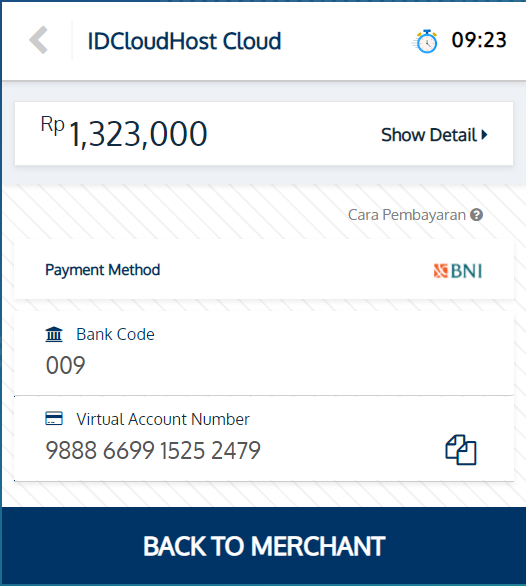 IDCloudHost Cloud 09:23
Rp 1,323,000 Show Detail
Cara Pembayaran
Payment Method BNI
Bank Code
009
Virtual Account Number
9888 6699 1525 2479
BACK TO MERCHANT